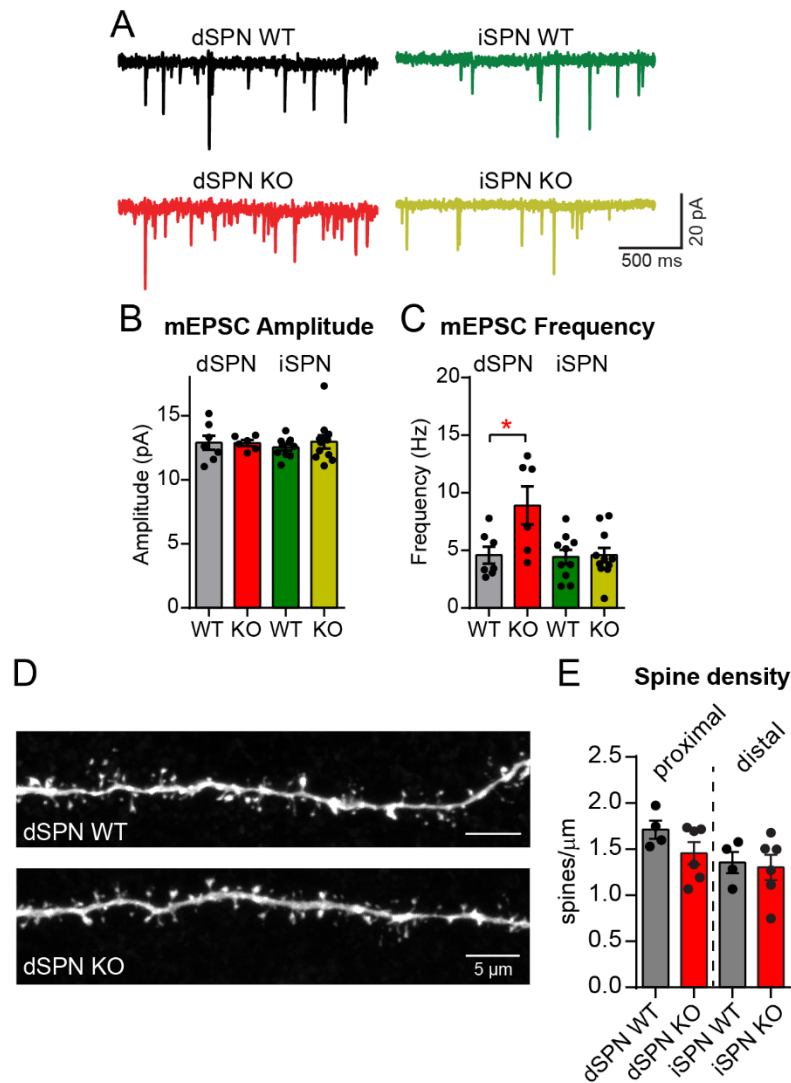 A
dSPN WT
iSPN WT
dSPN KO
iSPN KO
20 pA
500 ms
B
mEPSC Amplitude
dSPN
iSPN
Amplitude (pA)
15
10
5
0
WT
KO
WT
KO
C
mEPSC Frequency
dSPN
iSPN
*
Frequency (Hz)
20
15
10
5
0
WT
KO
WT
KO
D
dSPN WT
dSPN KO
5 μm
E
Spine density
proximal
distal
spines/μm
2.5
2.0
1.5
1.0
0.5
0.0
dSPN WT
dSPN KO
iSPN WT
iSPN KO